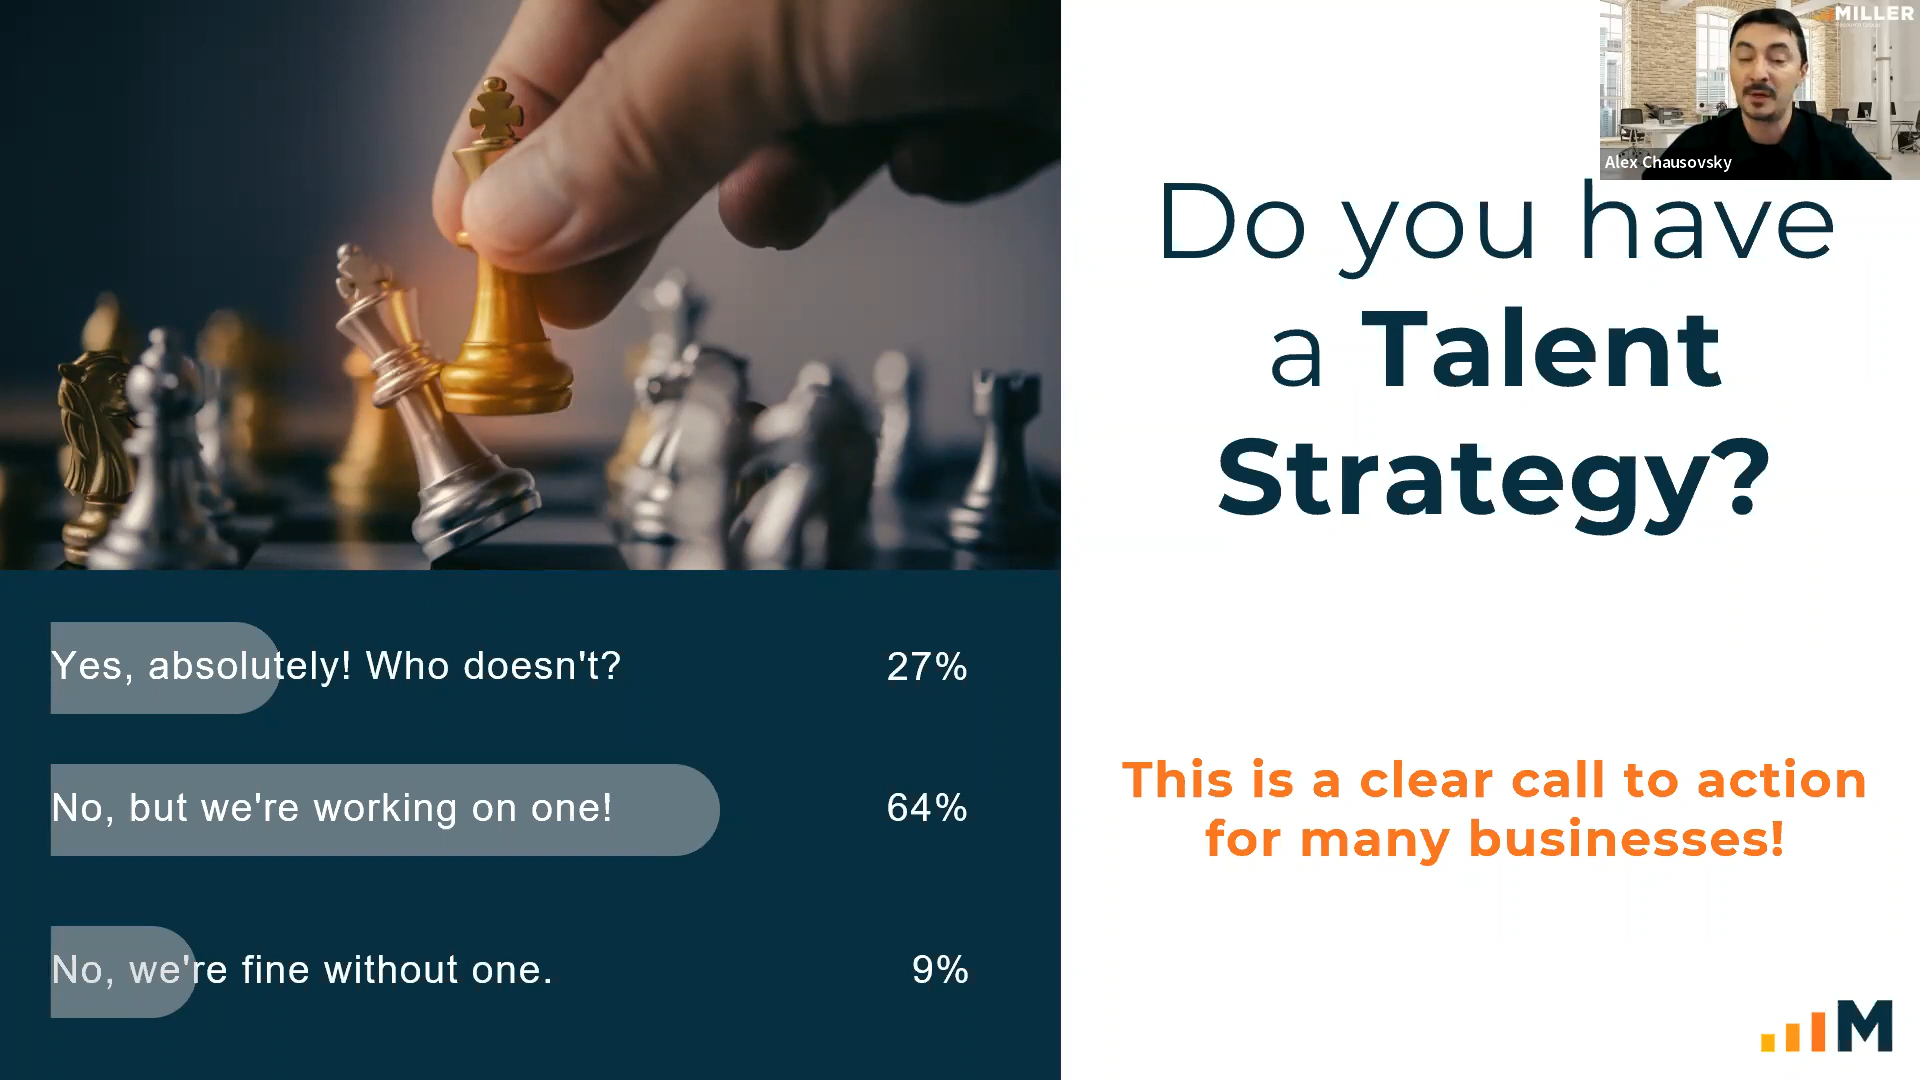 MILLER
Alex Chausovsky
Do you have
a Talent
Strategy?
Yes, absolutely! Who doesn't? 27%
No, but we're working on one! 64%
No, we're fine without one. 9%
This is a clear call to action
for many businesses!
M